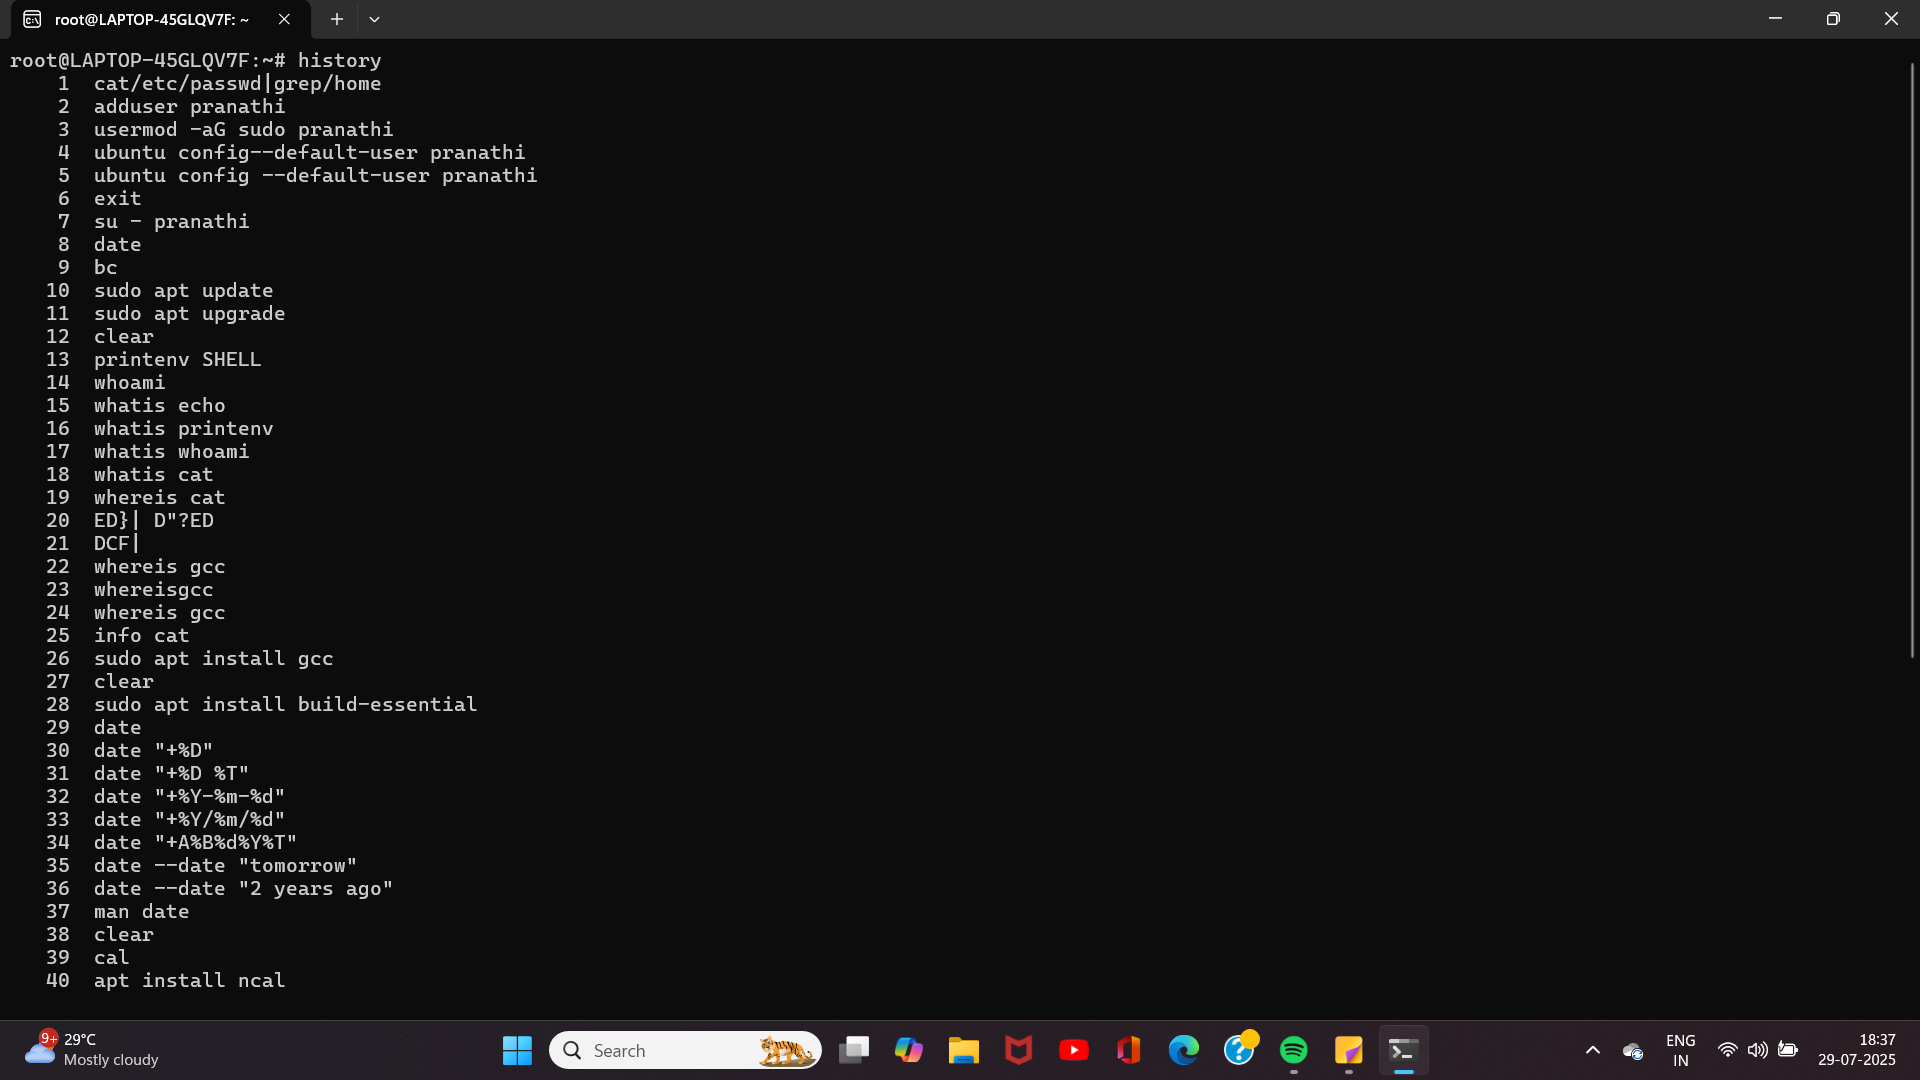 root@LAPTOP-45GLQV7F: ~
root@LAPTOP-45GLQV7F:~# history
1 cat/etc/passwd|grep/home
2 adduser pranathi
3 usermod -aG sudo pranathi
4 ubuntu config--default-user pranathi
5 ubuntu config --default-user pranathi
6 exit
7 su - pranathi
8 date
9 bc
10 sudo apt update
11 sudo apt upgrade
12 clear
13 printenv SHELL
14 whoami
15 whatis echo
16 whatis printenv
17 whatis whoami
18 whatis cat
19 whereis cat
20 ED}| D"?ED
21 DCF|
22 whereis gcc
23 whereisgcc
24 whereis gcc
25 info cat
26 sudo apt install gcc
27 clear
28 sudo apt install build-essential
29 date
30 date "+%D"
31 date "+%D %T"
32 date "+%Y-%m-%d"
33 date "+%Y/%m/%d"
34 date "+A%B%d%Y%T"
35 date --date "tomorrow"
36 date --date "2 years ago"
37 man date
38 clear
39 cal
40 apt install ncal
9+ 29°C
Mostly cloudy
Search
ENG
IN
18:37
29-07-2025